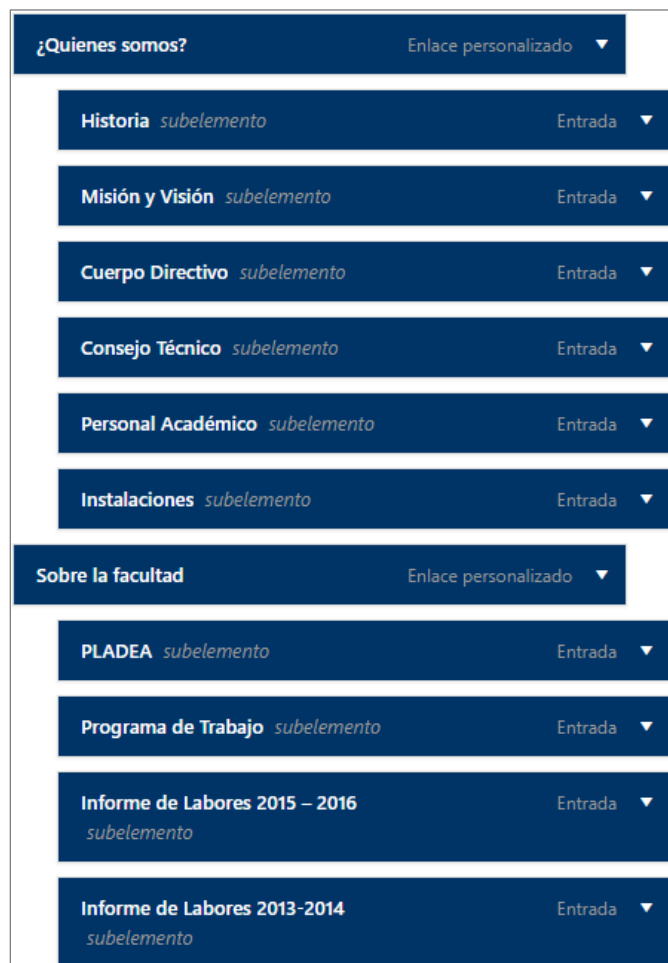 ¿Quienes somos? Enlace personalizado
Historia subelemento Entrada
Misión y Visión subelemento Entrada
Cuerpo Directivo subelemento Entrada
Consejo Técnico subelemento Entrada
Personal Académico subelemento Entrada
Instalaciones subelemento Entrada
Sobre la facultad Enlace personalizado
PLADEA subelemento Entrada
Programa de Trabajo subelemento Entrada
Informe de Labores 2015 – 2016 Entrada
subelemento
Informe de Labores 2013-2014 Entrada
subelemento